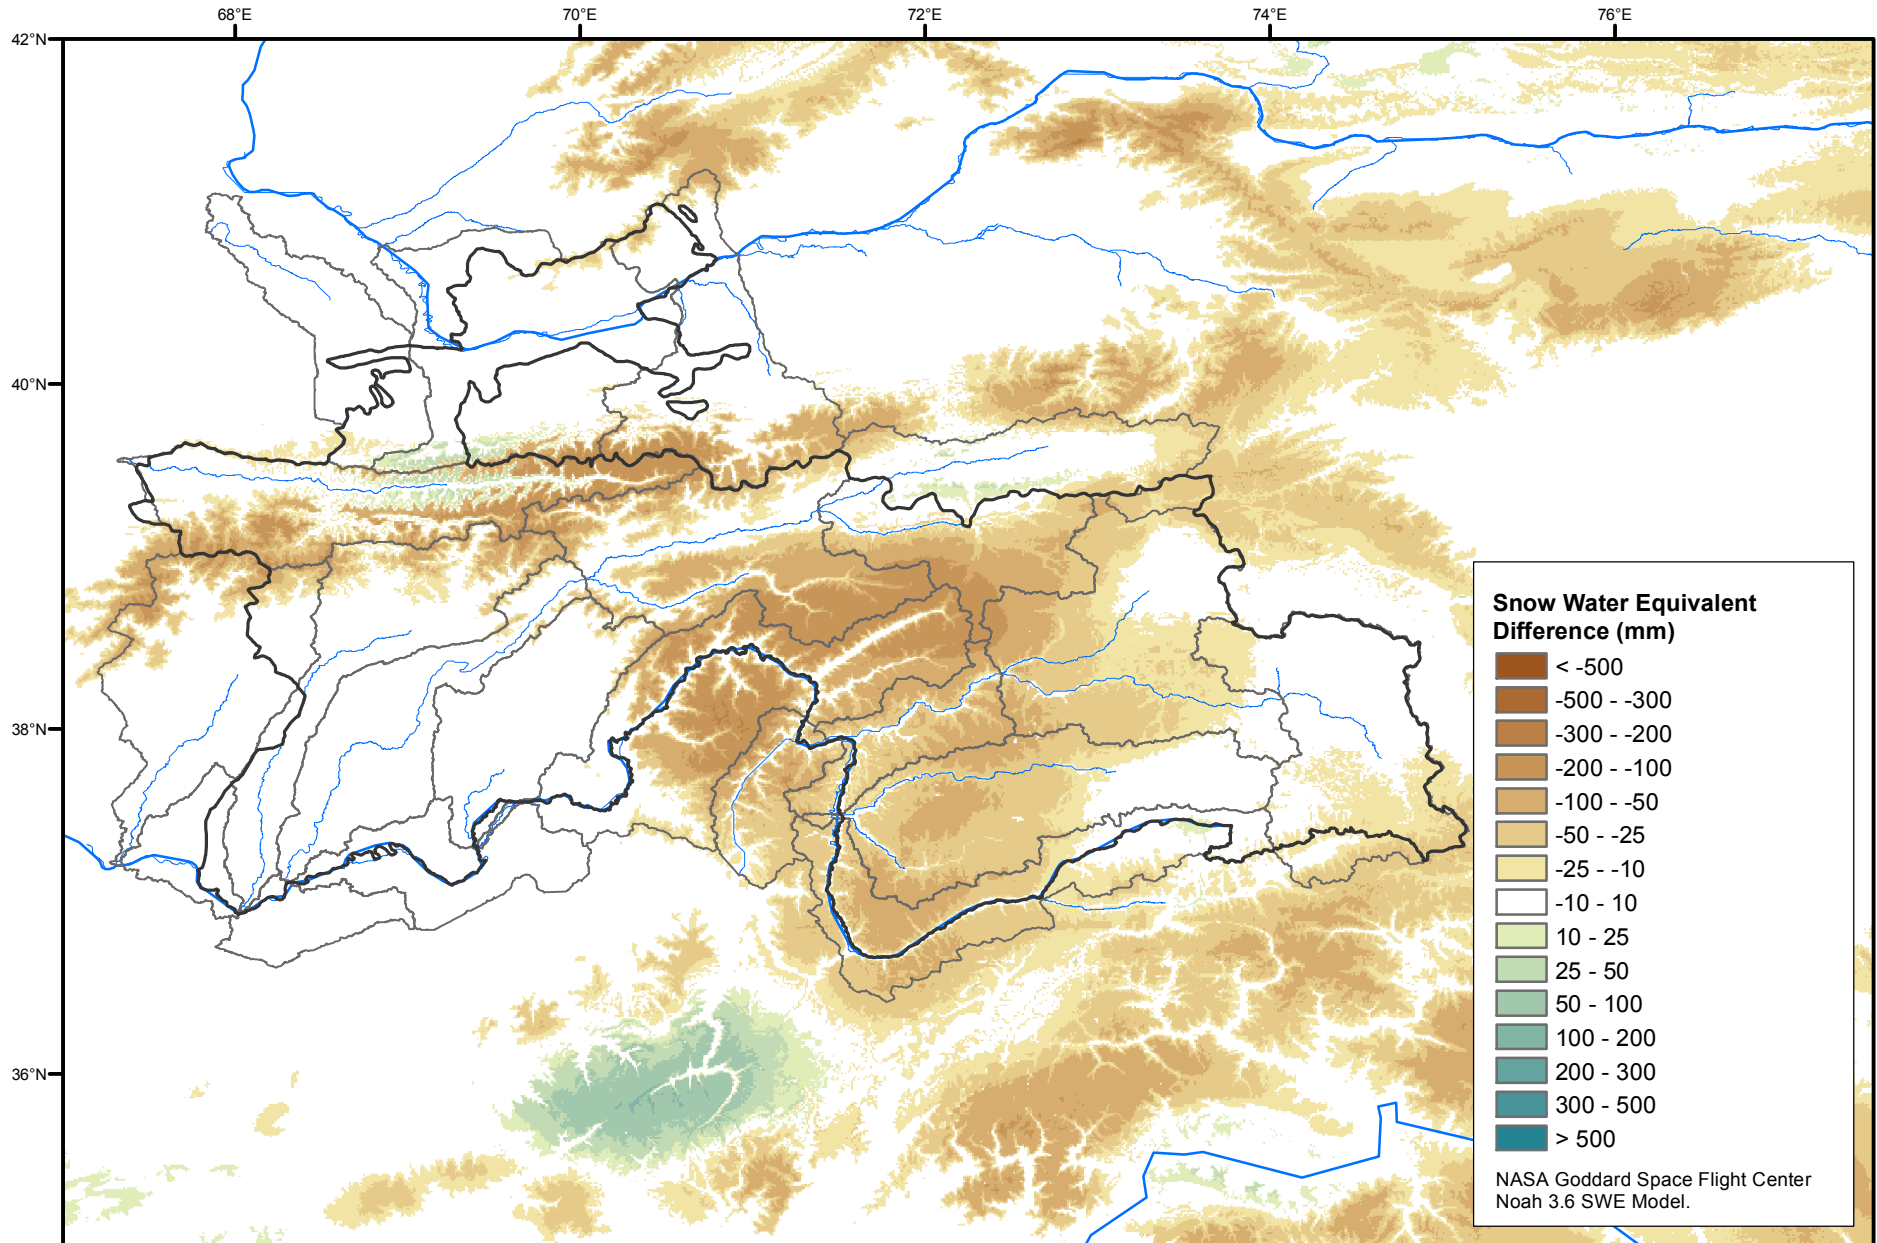 68°E
70°E
72°E
74°E
76°E
42°N
40°N
38°N
36°N
Snow Water Equivalent
Difference (mm)
< -500
-500 - -300
-300 - -200
-200 - -100
-100 - -50
-50 - -25
-25 - -10
-10 - 10
10 - 25
25 - 50
50 - 100
100 - 200
200 - 300
300 - 500
> 500
NASA Goddard Space Flight Center
Noah 3.6 SWE Model.